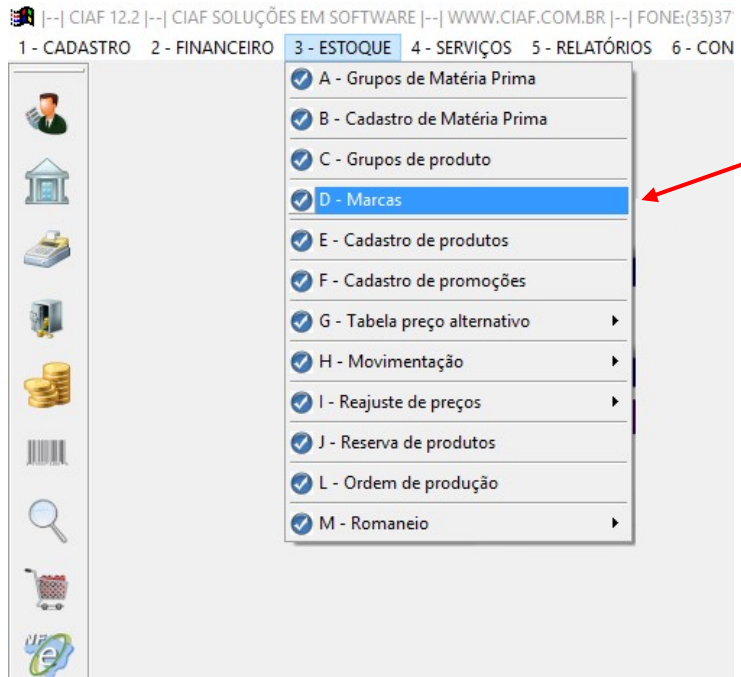 |--| CIAF 12.2 |--| CIAF SOLUÇÕES EM SOFTWARE |--| WWW.CIAF.COM.BR |--| FONE:(35)371
1 - CADASTRO 2 - FINANCEIRO 3 - ESTOQUE 4 - SERVIÇOS 5 - RELATÓRIOS 6 - CON
A - Grupos de Matéria Prima
B - Cadastro de Matéria Prima
C - Grupos de produto
D - Marcas
E - Cadastro de produtos
F - Cadastro de promoções
G - Tabela preço alternativo
H - Movimentação
I - Reajuste de preços
J - Reserva de produtos
L - Ordem de produção
M - Romaneio
NF
e